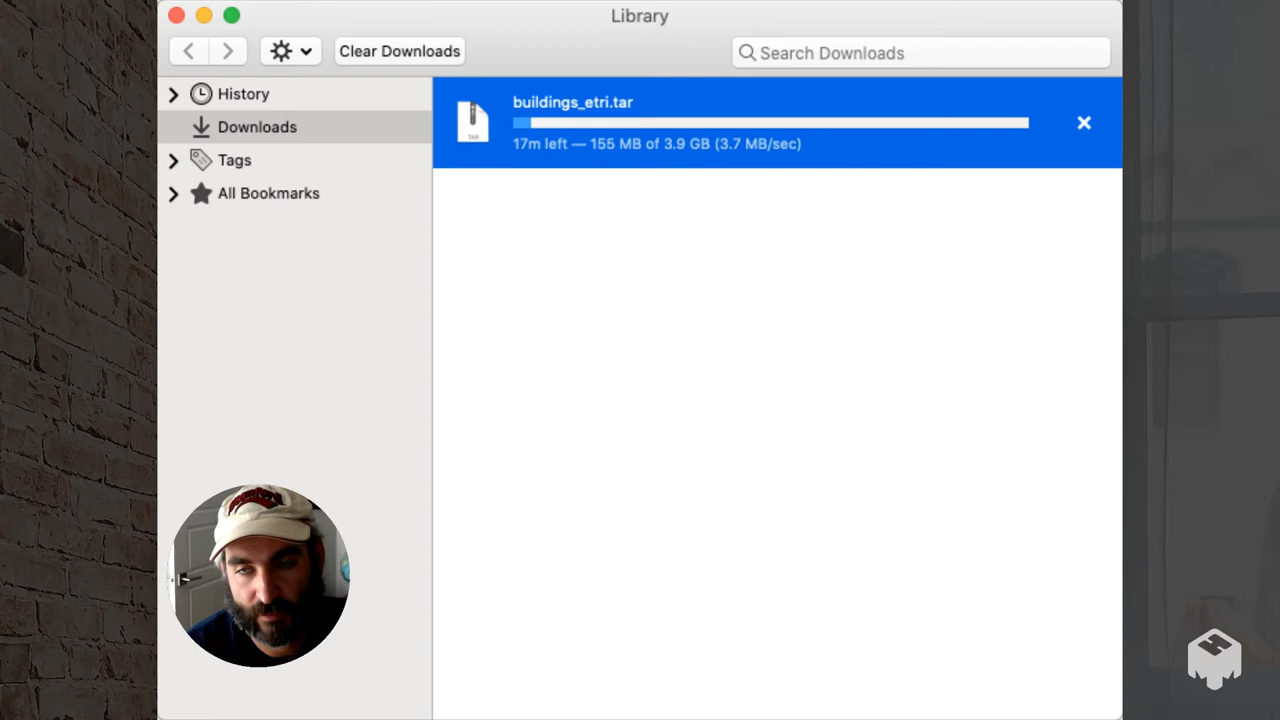 Library
Clear Downloads
Search Downloads
History
Downloads
Tags
All Bookmarks
buildings_etri.tar
TAR
17m left — 155 MB of 3.9 GB (3.7 MB/sec)